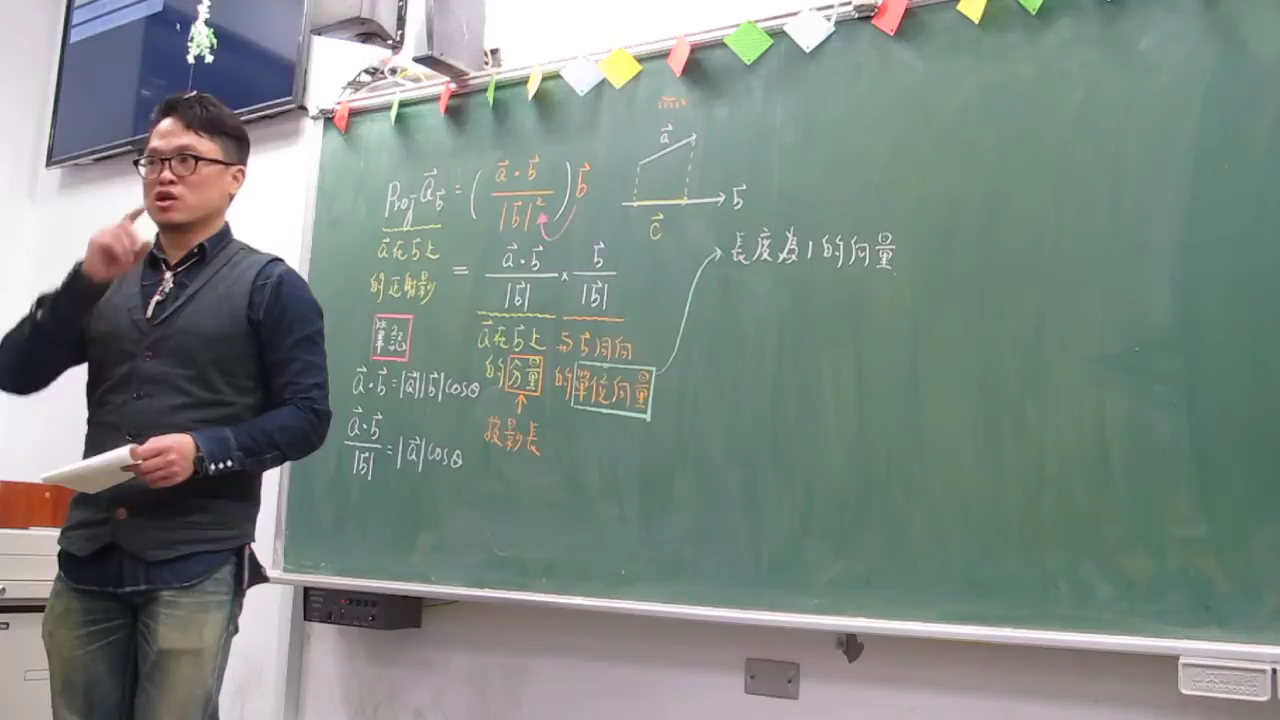 Proj a⃗ b⃗ = ( a⃗·b⃗ / |b⃗|² ) b⃗
a⃗在b⃗上
的正射影
= a⃗·b⃗ / |b⃗| × b⃗ / |b⃗|
a⃗在b⃗上
的分量
投影長
與b⃗同向
的單位向量
長度為1的向量
筆記
a⃗·b⃗ = |a⃗||b⃗|cosθ
a⃗·b⃗ / |b⃗| = |a⃗|cosθ
a⃗
b⃗
c⃗